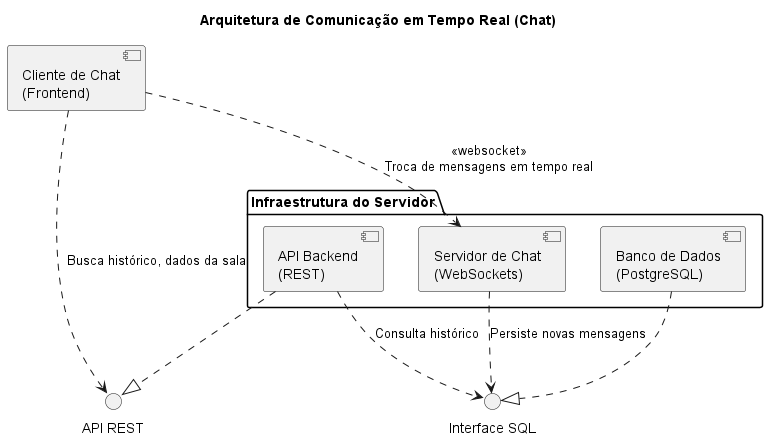 Arquitetura de Comunicação em Tempo Real (Chat)
Cliente de Chat
(Frontend)
«websocket»
Troca de mensagens em tempo real
Infraestrutura do Servidor
API Backend
(REST)
Servidor de Chat
(WebSockets)
Banco de Dados
(PostgreSQL)
Busca histórico, dados da sala
Consulta histórico
Persiste novas mensagens
API REST
Interface SQL